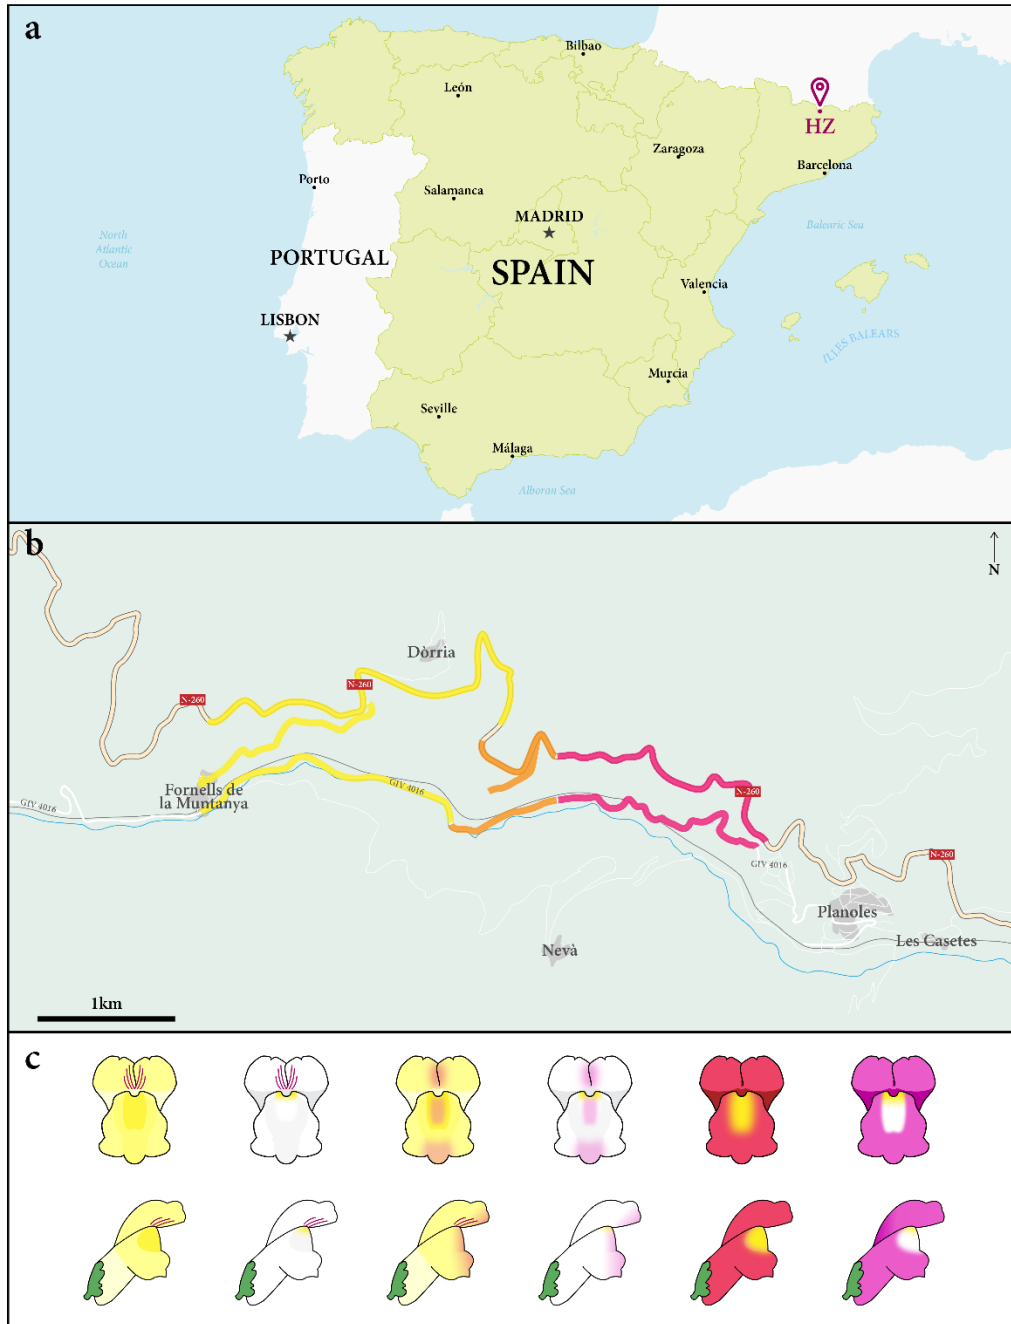 a
Bilbao
León
HZ
Zaragoza
Barcelona
Porto
Salamanca
MADRID
North
Atlantic
Ocean
Balearic Sea
PORTUGAL
SPAIN
Valencia
LISBON
ILLES BALEARS
Murcia
Seville
Málaga
Alboran Sea
b
N
Dòrria
N-260
N-260
Fornells de
la Muntanya
GIV 4016
GIV 4016
N-260
GIV 4016
N-260
Planoles
Les Casetes
Nevà
1km
c